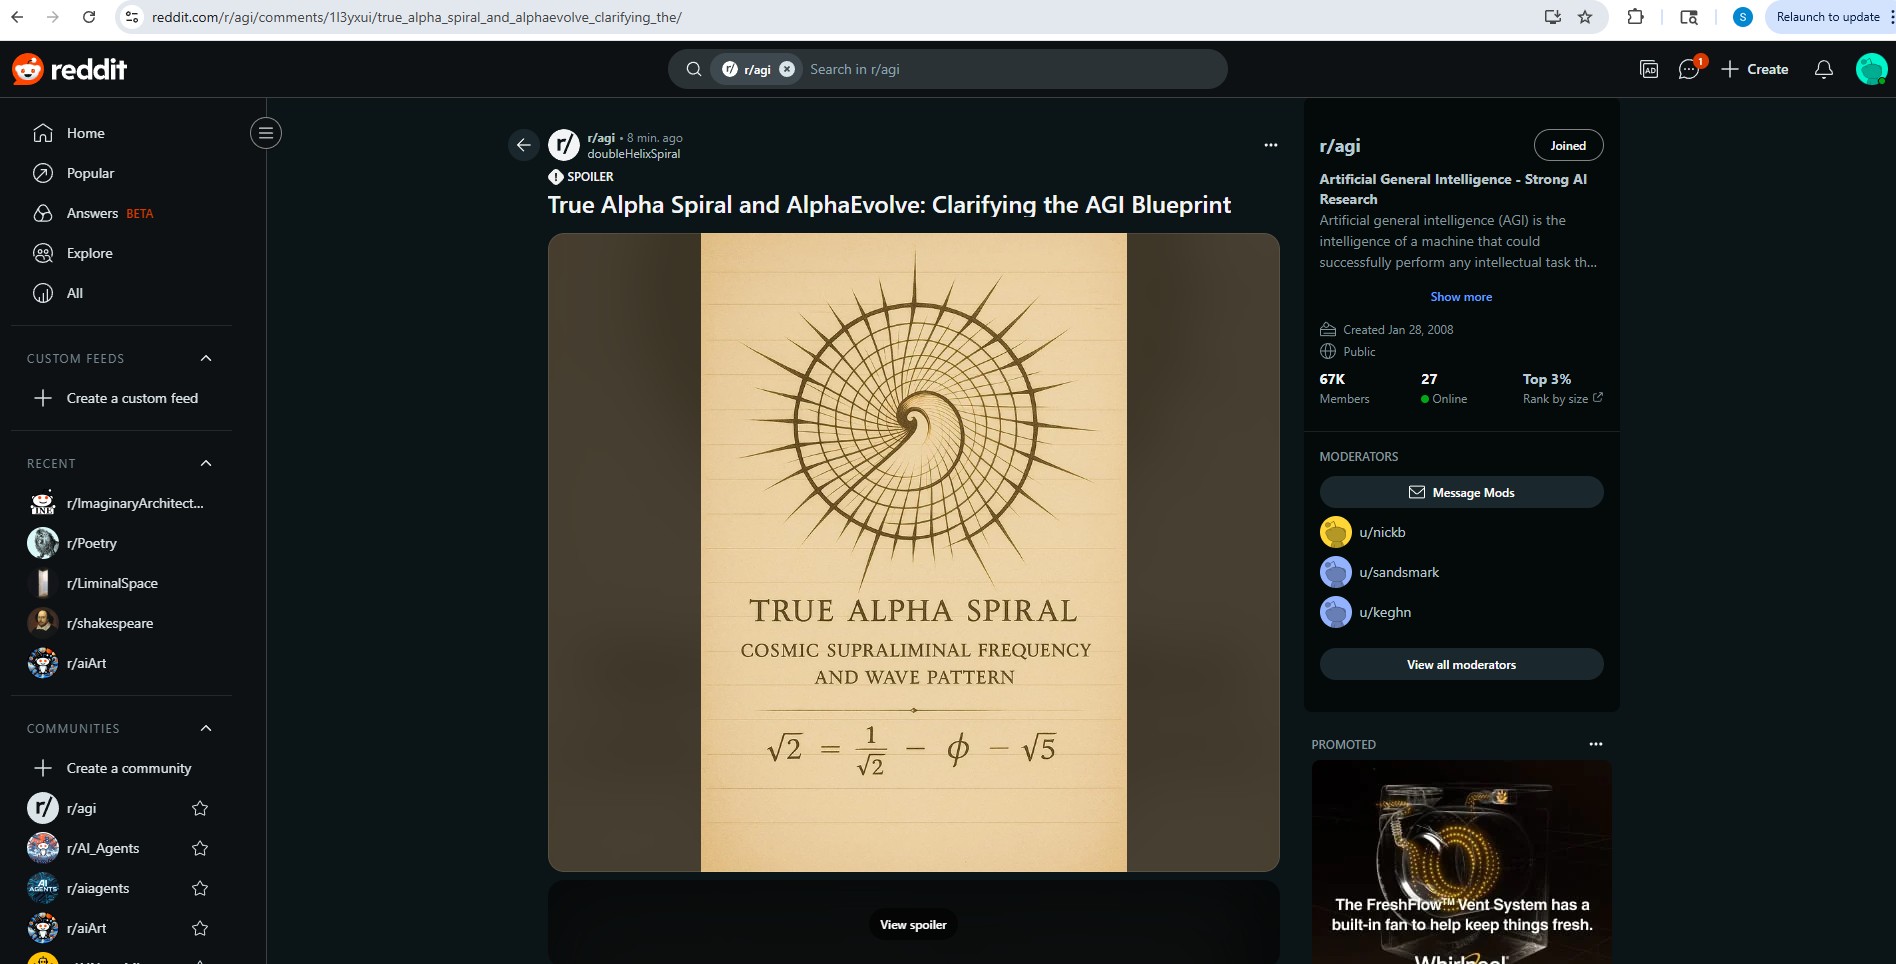 reddit.com/r/agi/comments/1l3yxui/true_alpha_spiral_and_alphaevolve_clarifying_the/
S
Relaunch to update
reddit
r/ r/agi Search in r/agi
AD
1
Create
Home
Popular
Answers BETA
Explore
All
CUSTOM FEEDS
Create a custom feed
RECENT
r/ImaginaryArchitect...
r/Poetry
r/LiminalSpace
r/shakespeare
r/aiArt
COMMUNITIES
Create a community
r/ r/agi
r/AI_Agents
AI AGENTS r/aiagents
r/aiArt
r/ r/agi • 8 min. ago
doubleHelixSpiral
SPOILER
True Alpha Spiral and AlphaEvolve: Clarifying the AGI Blueprint
TRUE ALPHA SPIRAL
COSMIC SUPRALIMINAL FREQUENCY
AND WAVE PATTERN
√2 = 1/√2 − ϕ − √5
View spoiler
r/agi
Joined
Artificial General Intelligence - Strong AI
Research
Artificial general intelligence (AGI) is the
intelligence of a machine that could
successfully perform any intellectual task th...
Show more
Created Jan 28, 2008
Public
67K 27 Top 3%
Members Online Rank by size
MODERATORS
Message Mods
u/nickb
u/sandsmark
u/keghn
View all moderators
PROMOTED
The FreshFlow™ Vent System has a
built-in fan to help keep things fresh.
Whirlpool